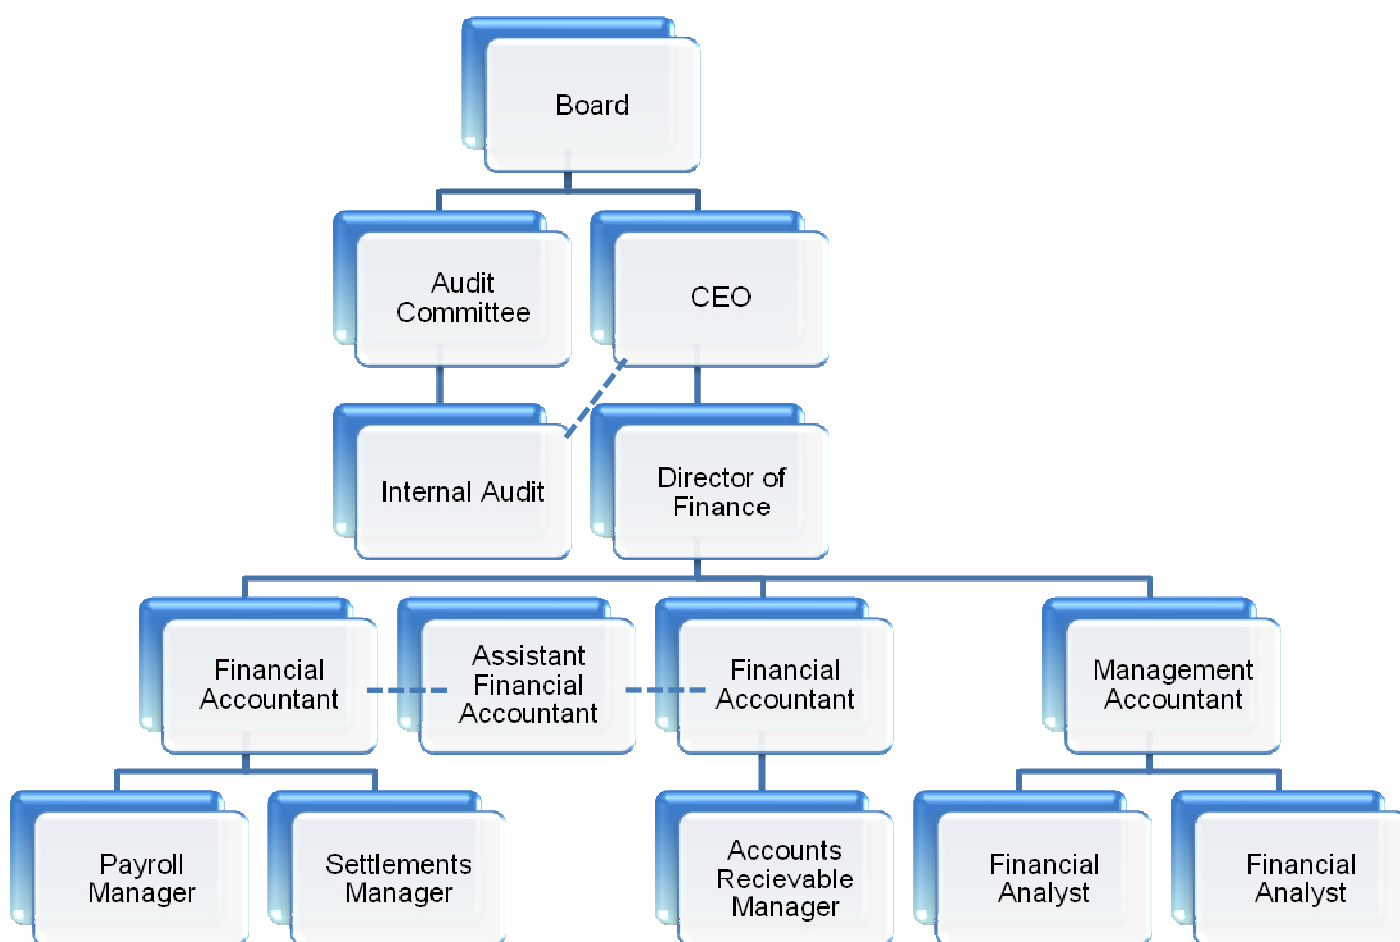 Board
Audit
Committee
CEO
Internal Audit
Director of
Finance
Financial
Accountant
Assistant
Financial
Accountant
Financial
Accountant
Management
Accountant
Payroll
Manager
Settlements
Manager
Accounts
Recievable
Manager
Financial
Analyst
Financial
Analyst